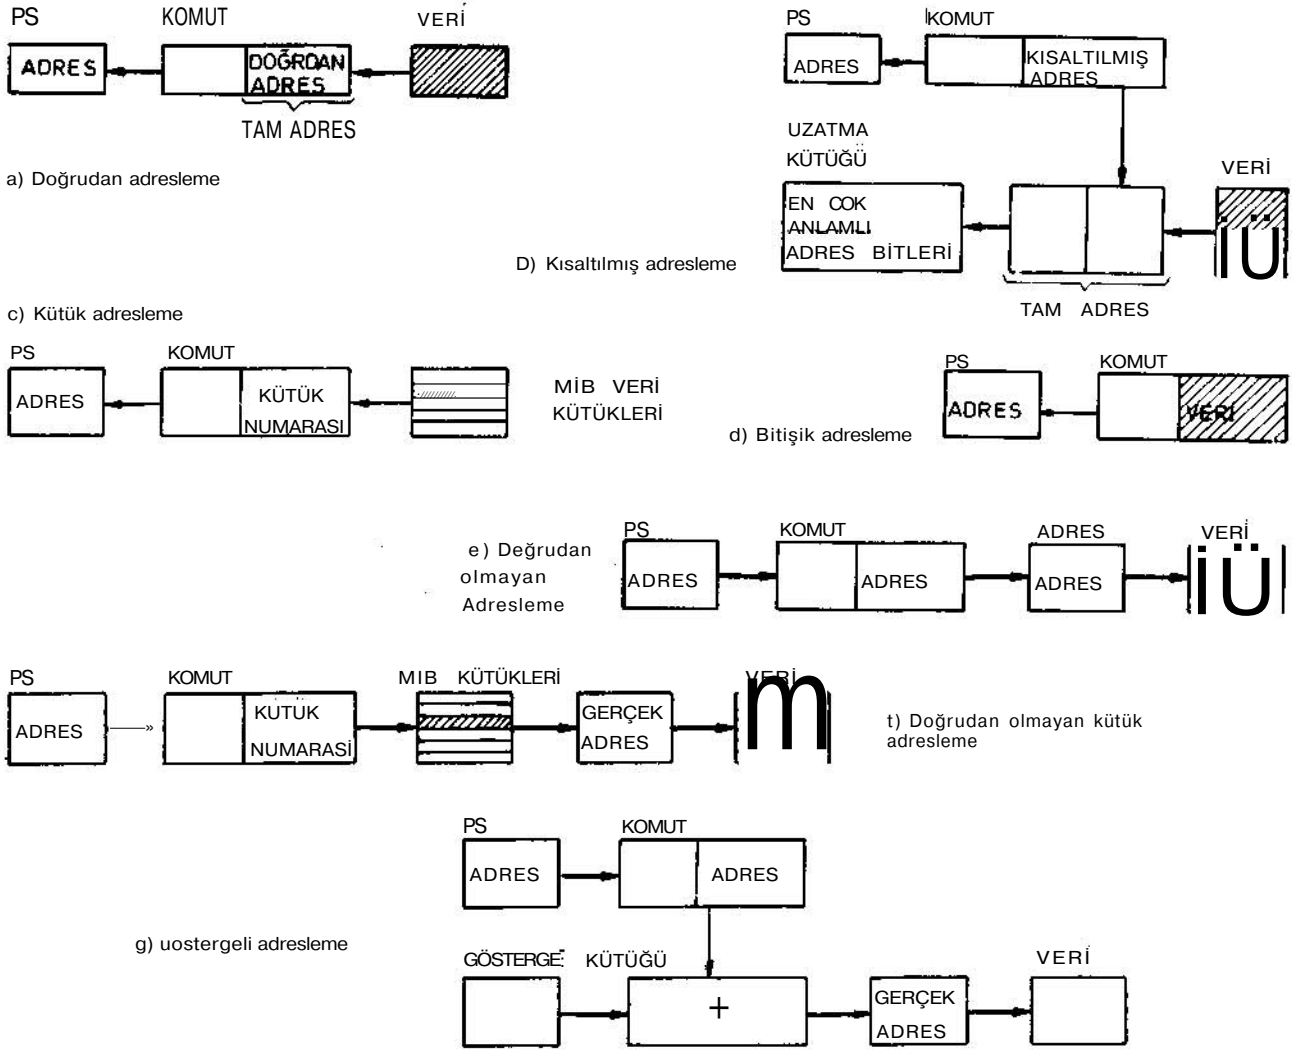 PS KOMUT VERİ
ADRES DOĞRDAN
ADRES
TAM ADRES
a) Doğrudan adresleme
PS KOMUT
ADRES KISALTILMIŞ
ADRES
UZATMA
KÜTÜĞÜ
VERİ
EN COK
ANLAMLI
ADRES BİTLERİ
İÜ
D) Kısaltılmış adresleme
TAM ADRES
c) Kütük adresleme
PS KOMUT
ADRES KÜTÜK
NUMARASI
MİB VERİ
KÜTÜKLERİ
PS KOMUT
ADRES VERİ
d) Bitişik adresleme
PS KOMUT ADRES VERİ
ADRES ADRES ADRES İÜ
e) Değrudan
olmayan
Adresleme
PS KOMUT MIB KÜTÜKLERİ VERİ
ADRES » KÜTÜK
NUMARASİ
GERÇEK
ADRES
m
t) Doğrudan olmayan kütük
adresleme
PS KOMUT
ADRES ADRES
g) uostergeli adresleme
GÖSTERGE KÜTÜĞÜ VERİ
+
GERÇEK
ADRES